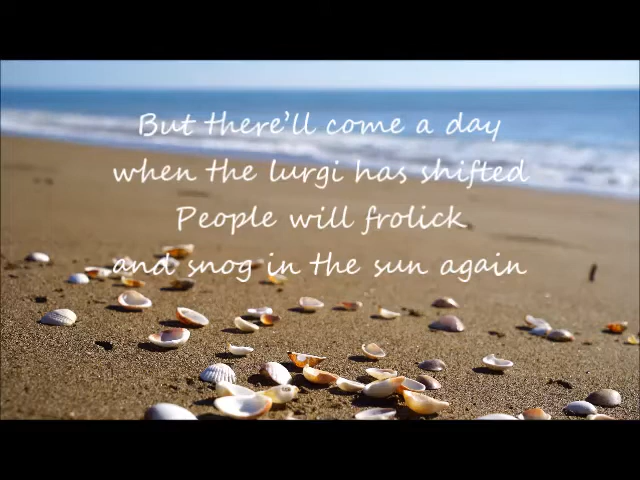 But there'll come a day
when the lurgi has shifted
People will frolick
and snog in the sun again